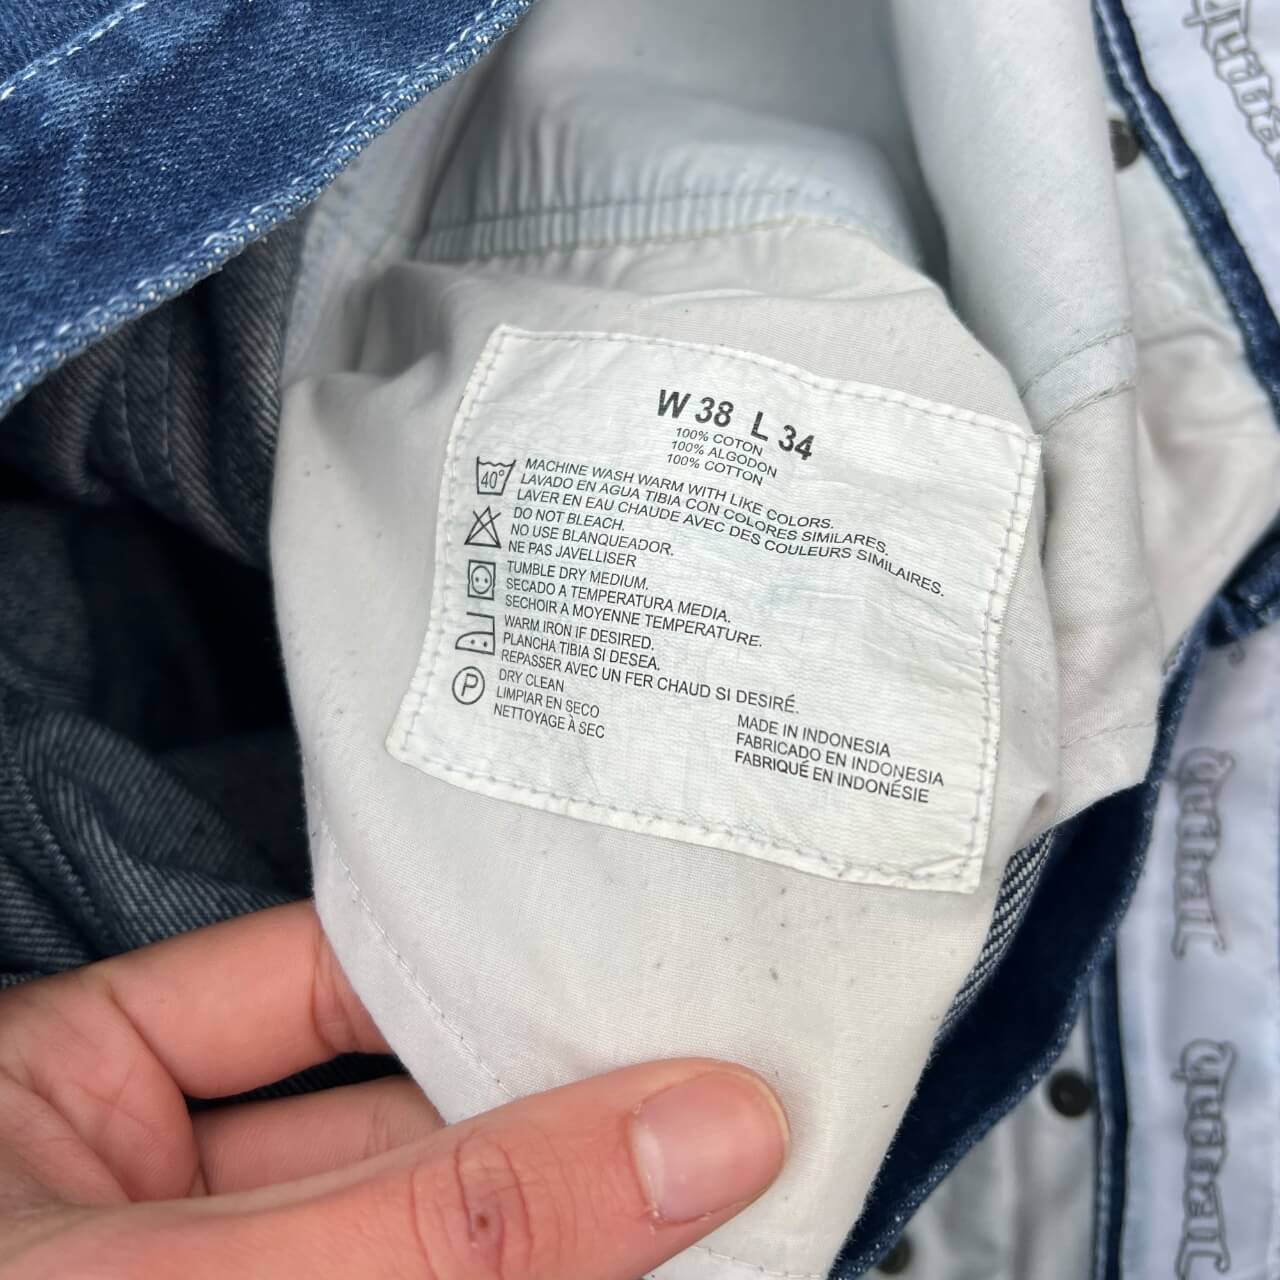 W 38 L 34
100% COTON
100% ALGODON
100% COTTON
40°
MACHINE WASH WARM WITH LIKE COLORS.
LAVADO EN AGUA TIBIA CON COLORES SIMILARES.
LAVER EN EAU CHAUDE AVEC DES COULEURS SIMILAIRES.
DO NOT BLEACH.
NO USE BLANQUEADOR.
NE PAS JAVELLISER
TUMBLE DRY MEDIUM.
SECADO A TEMPERATURA MEDIA.
SECHOIR A MOYENNE TEMPERATURE.
WARM IRON IF DESIRED.
PLANCHA TIBIA SI DESEA.
REPASSER AVEC UN FER CHAUD SI DESIRÉ.
P
DRY CLEAN
LIMPIAR EN SECO
NETTOYAGE À SEC
MADE IN INDONESIA
FABRICADO EN INDONESIA
FABRIQUÉ EN INDONÉSIE